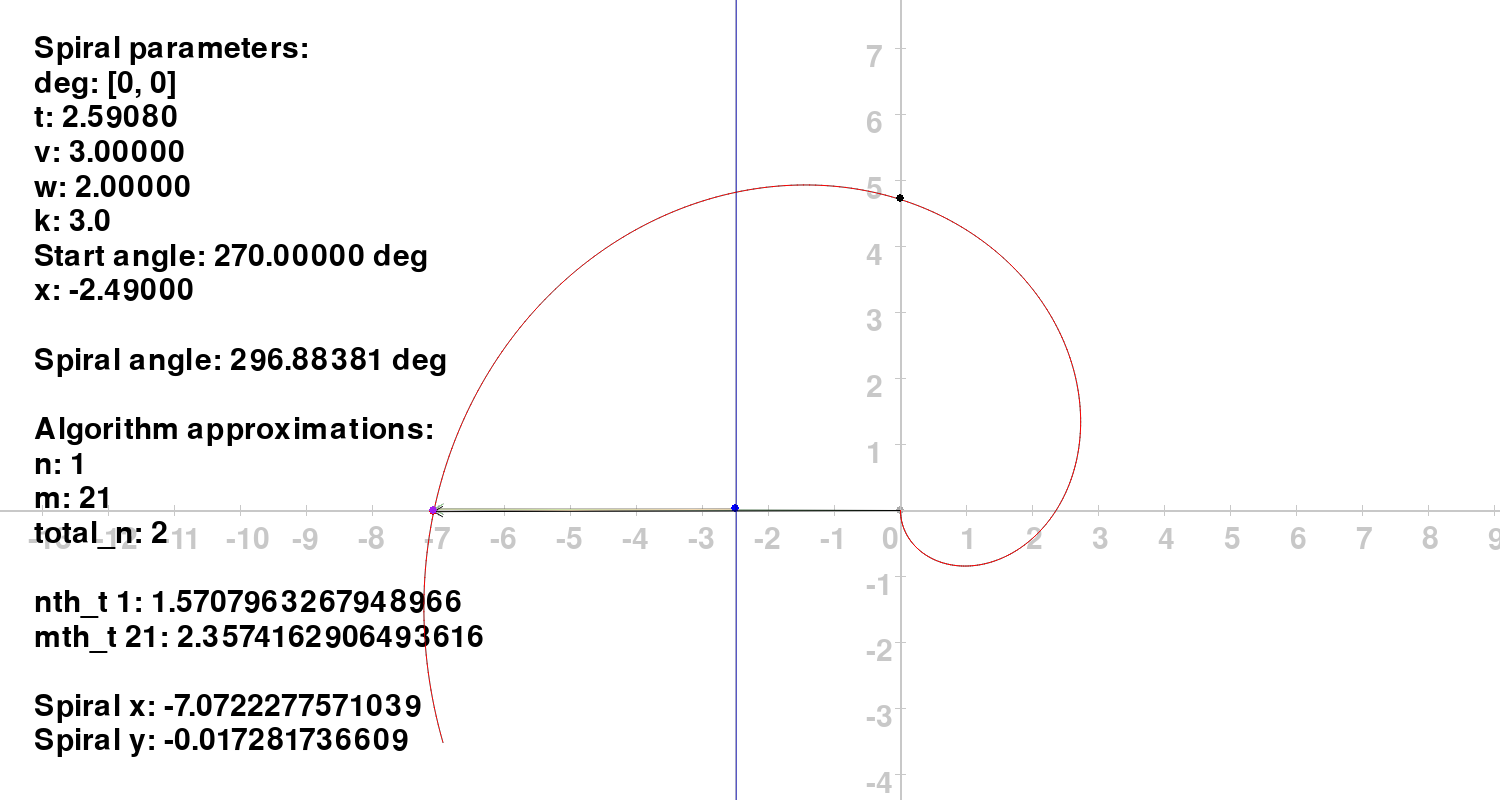 Spiral parameters:
deg: [0, 0]
t: 2.59080
v: 3.00000
w: 2.00000
k: 3.0
Start angle: 270.00000 deg
x: -2.49000
Spiral angle: 296.88381 deg
Algorithm approximations:
n: 1
m: 21
total_n: 2
nth_t 1: 1.5707963267948966
mth_t 21: 2.3574162906493616
Spiral x: -7.0722277571039
Spiral y: -0.017281736609
7
6
5
4
3
2
1
-11 -10 -9 -8 -7 -6 -5 -4 -3 -2 -1 0 1 2 3 4 5 6 7 8 9
-1
-2
-3
-4